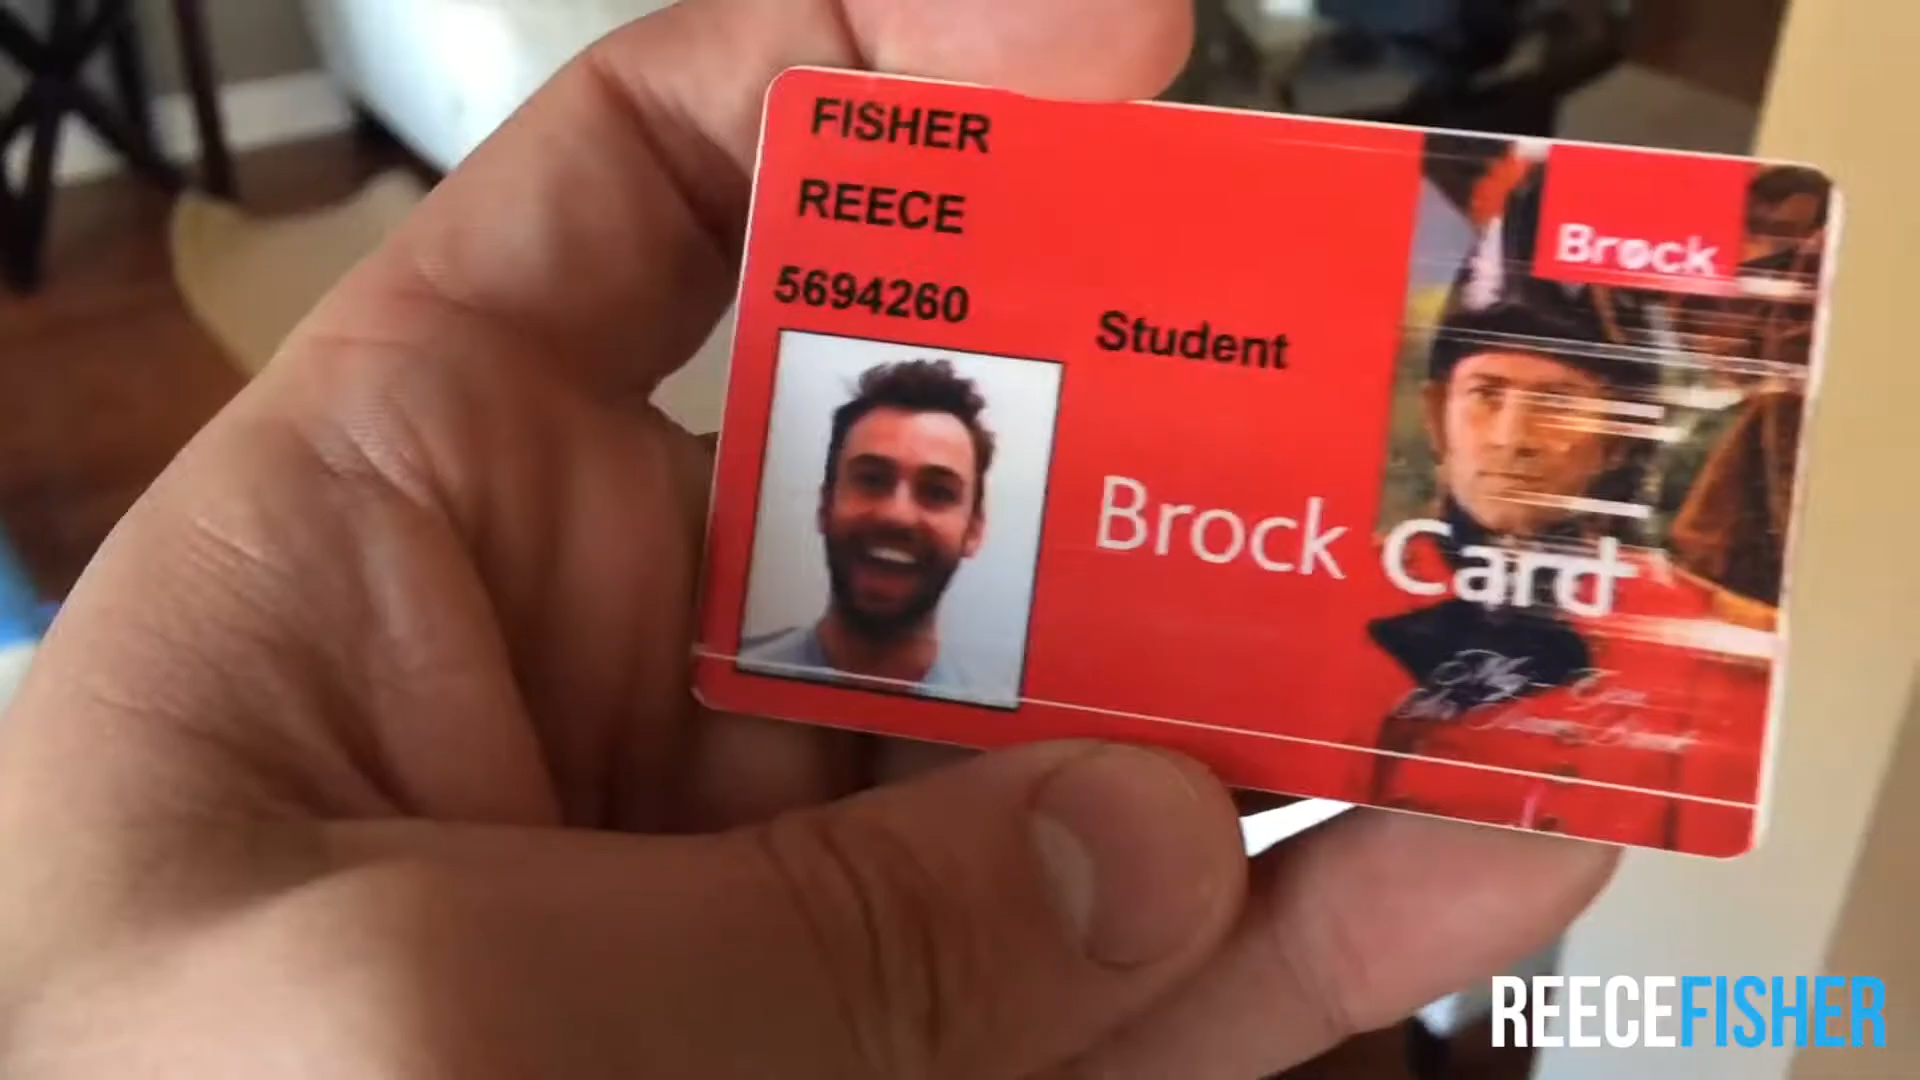 FISHER
REECE
5694260
Student
Brock
Brock Card
REECEFISHER